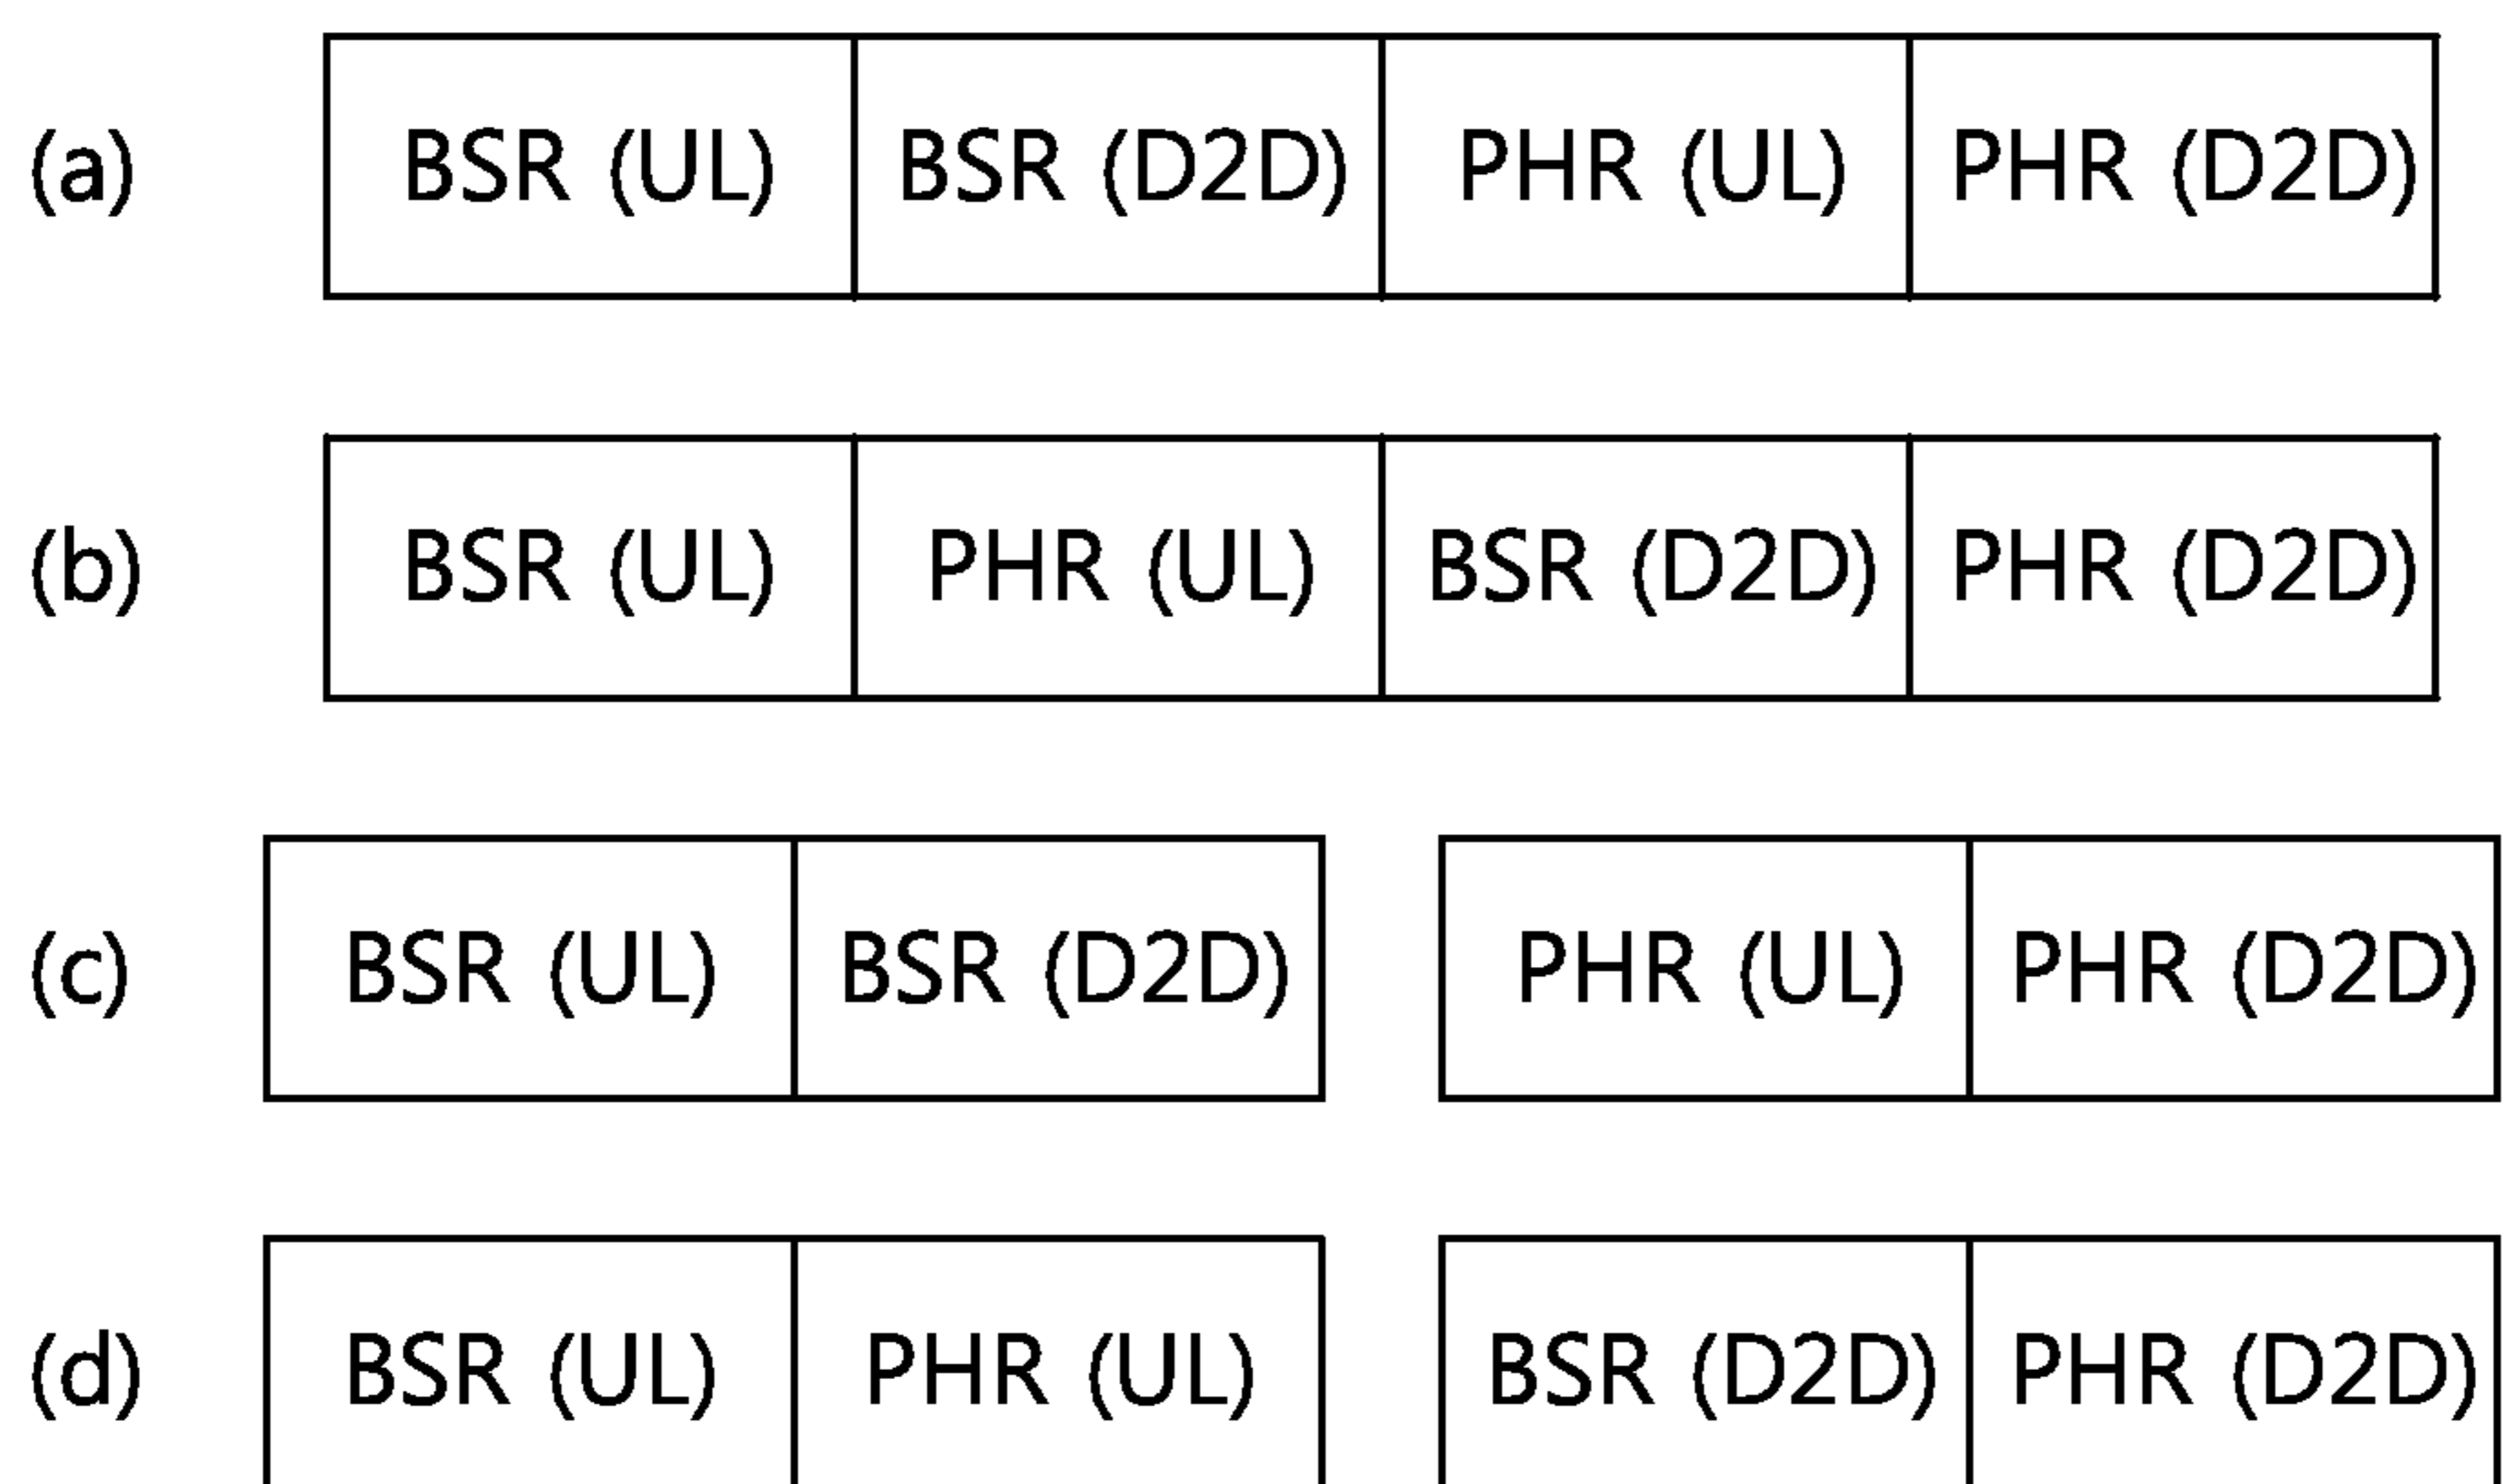 (a) BSR (UL) BSR (D2D) PHR (UL) PHR (D2D)
(b) BSR (UL) PHR (UL) BSR (D2D) PHR (D2D)
(c) BSR (UL) BSR (D2D) PHR (UL) PHR (D2D)
(d) BSR (UL) PHR (UL) BSR (D2D) PHR (D2D)